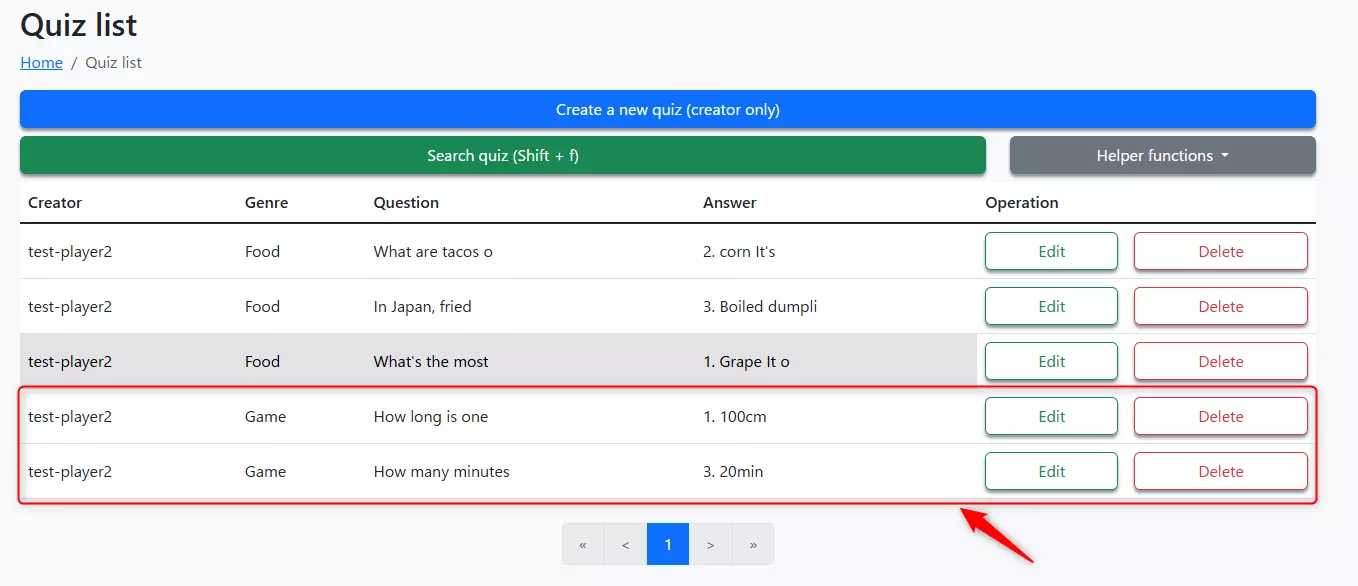 Quiz list
Home / Quiz list
Create a new quiz (creator only)
Search quiz (Shift + f) Helper functions
Creator Genre Question Answer Operation
test-player2 Food What are tacos o 2. corn It's Edit Delete
test-player2 Food In Japan, fried 3. Boiled dumpli Edit Delete
test-player2 Food What's the most 1. Grape It o Edit Delete
test-player2 Game How long is one 1. 100cm Edit Delete
test-player2 Game How many minutes 3. 20min Edit Delete
« < 1 > »